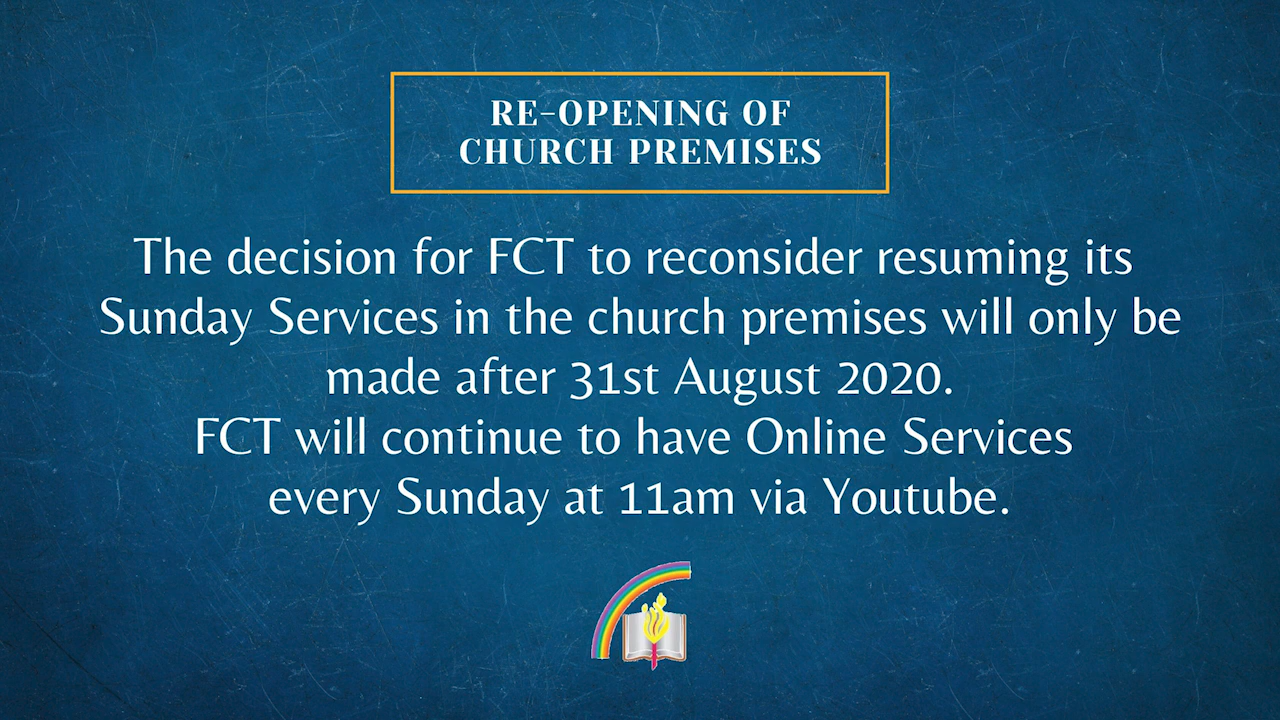 RE-OPENING OF
CHURCH PREMISES
The decision for FCT to reconsider resuming its
Sunday Services in the church premises will only be
made after 31st August 2020.
FCT will continue to have Online Services
every Sunday at 11am via Youtube.